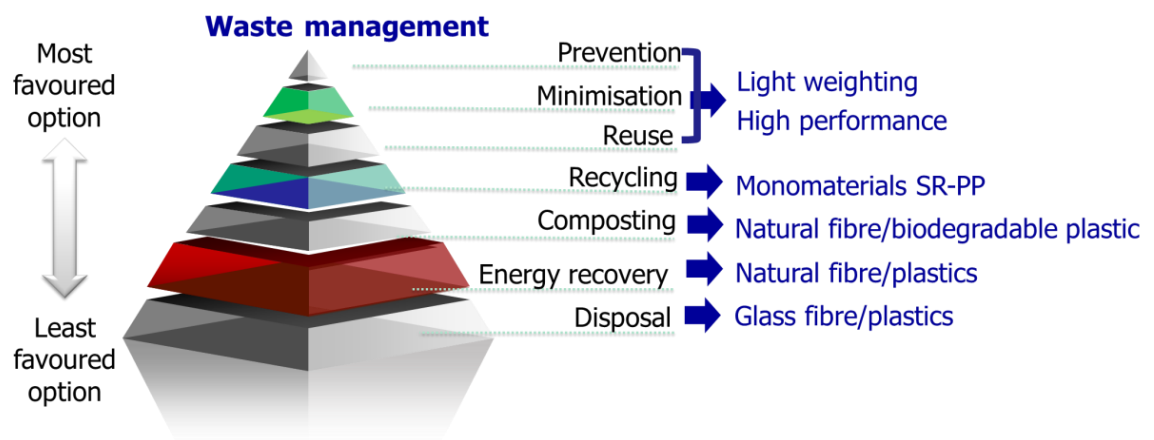 Waste management
Most
favoured
option
Least
favoured
option
Prevention
Minimisation
Reuse
Recycling
Composting
Energy recovery
Disposal
Light weighting
High performance
Monomaterials SR-PP
Natural fibre/biodegradable plastic
Natural fibre/plastics
Glass fibre/plastics